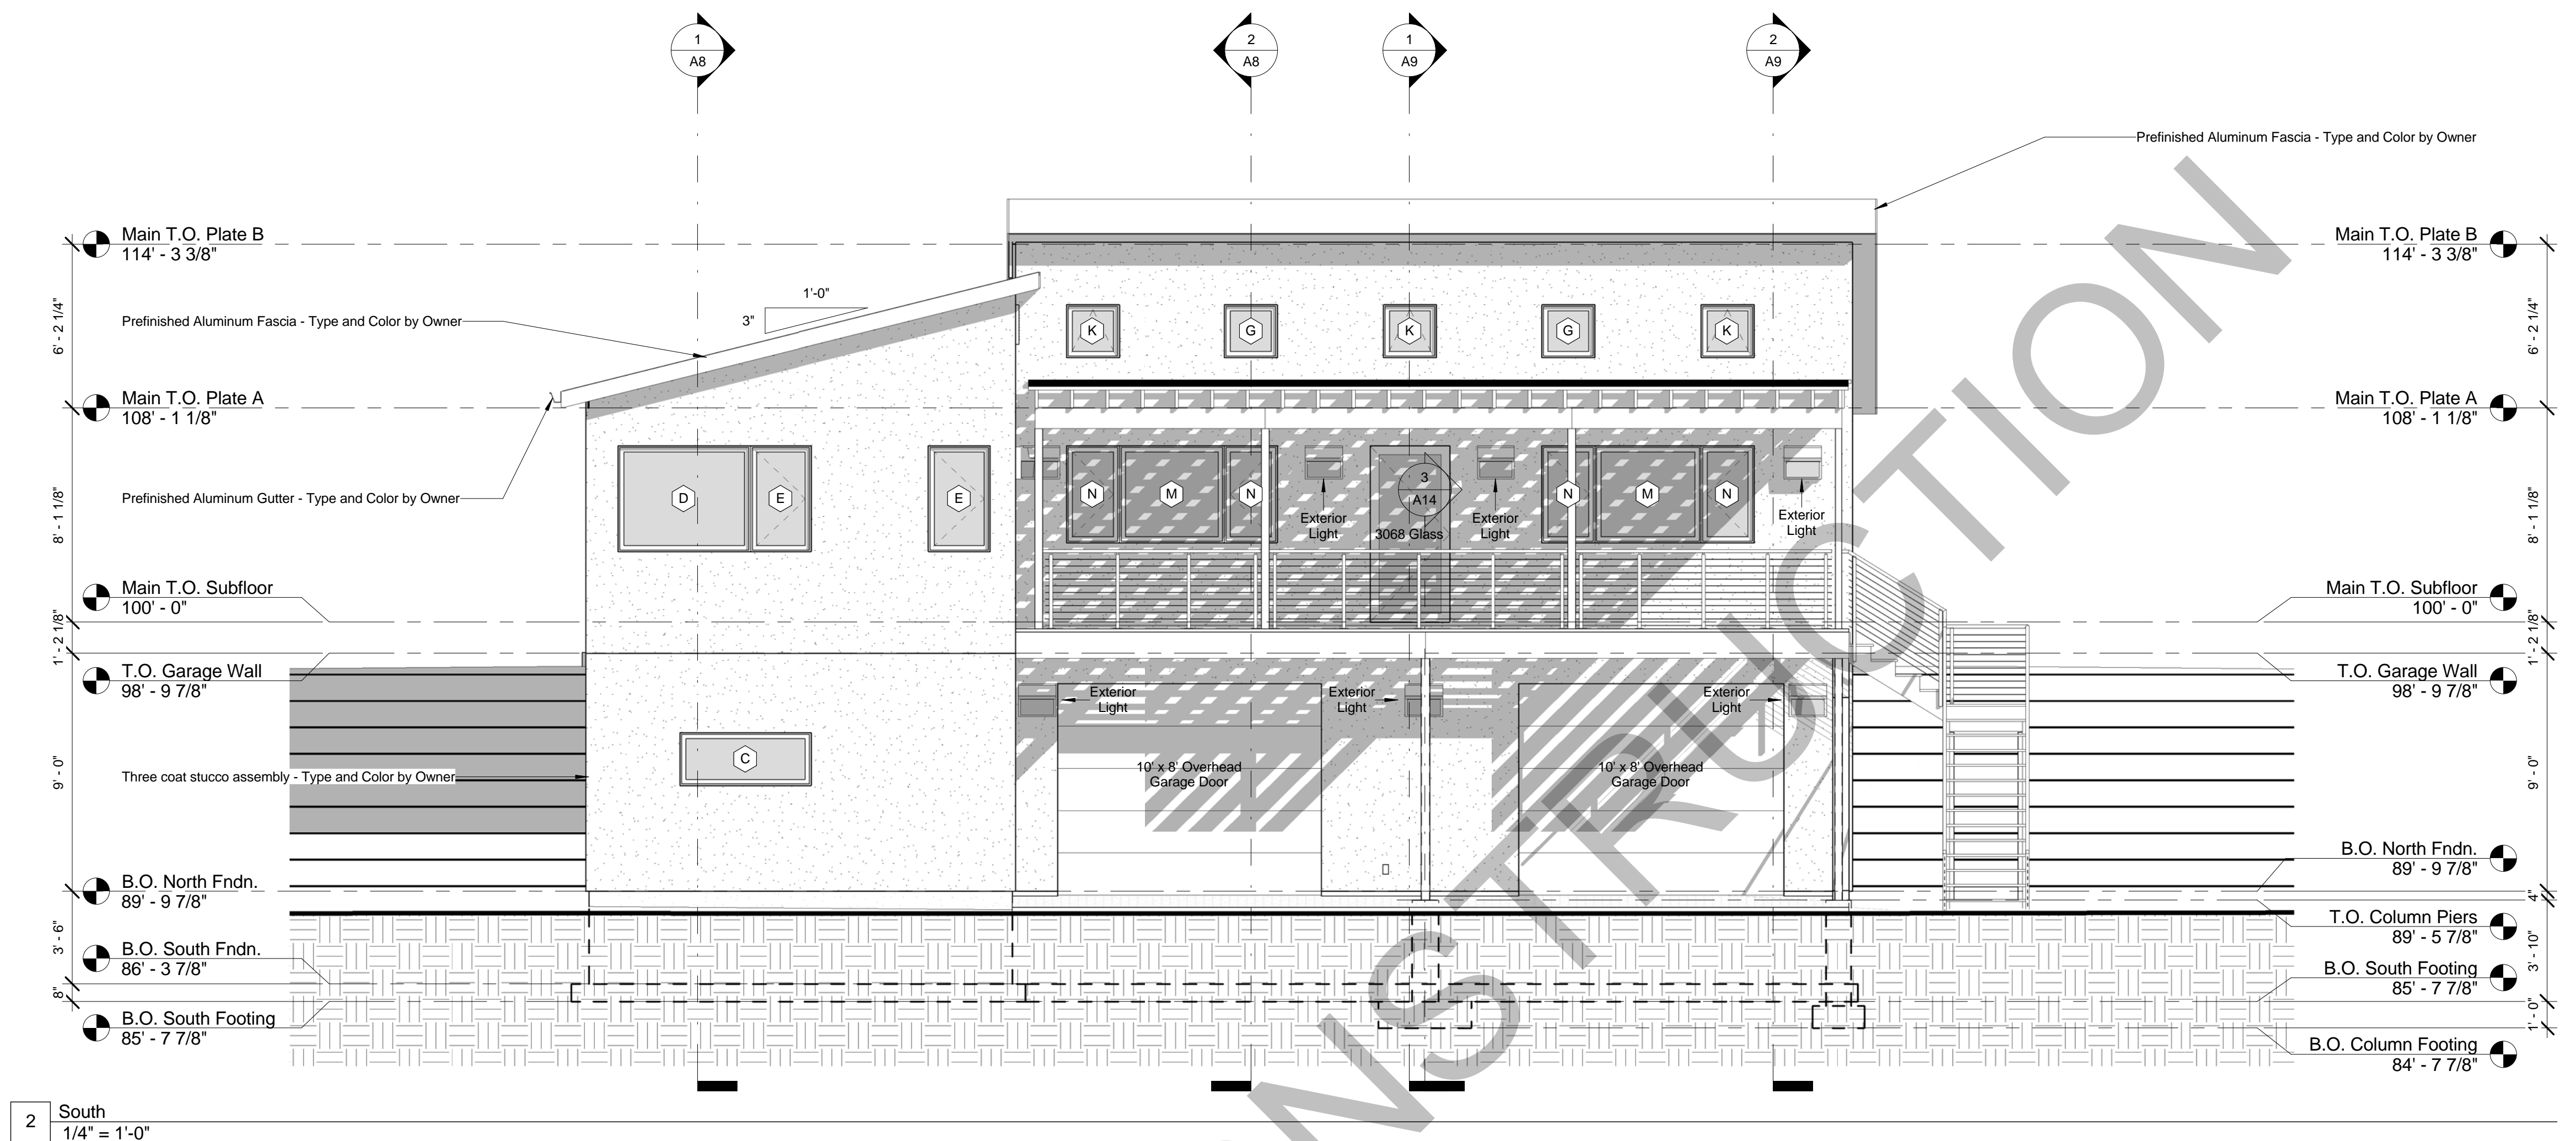 1
A8
2
A8
1
A9
2
A9
Prefinished Aluminum Fascia - Type and Color by Owner
Main T.O. Plate B
114' - 3 3/8"
Main T.O. Plate B
114' - 3 3/8"
1'-0"
3"
Prefinished Aluminum Fascia - Type and Color by Owner
6' - 2 1/4"
6' - 2 1/4"
K
G
K
G
K
Main T.O. Plate A
108' - 1 1/8"
Main T.O. Plate A
108' - 1 1/8"
Prefinished Aluminum Gutter - Type and Color by Owner
8' - 1 1/8"
8' - 1 1/8"
D
E
E
N
M
N
3
A14
N
M
N
Exterior
Light
3068 Glass
Exterior
Light
Exterior
Light
Main T.O. Subfloor
100' - 0"
Main T.O. Subfloor
100' - 0"
1' - 2 1/8"
1' - 2 1/8"
T.O. Garage Wall
98' - 9 7/8"
T.O. Garage Wall
98' - 9 7/8"
Exterior
Light
Exterior
Light
Exterior
Light
C
Three coat stucco assembly - Type and Color by Owner
10' x 8' Overhead
Garage Door
10' x 8' Overhead
Garage Door
9' - 0"
9' - 0"
B.O. North Fndn.
89' - 9 7/8"
B.O. North Fndn.
89' - 9 7/8"
4"
T.O. Column Piers
89' - 5 7/8"
3' - 6"
3' - 10"
B.O. South Fndn.
86' - 3 7/8"
B.O. South Footing
85' - 7 7/8"
8"
1' - 0"
B.O. South Footing
85' - 7 7/8"
B.O. Column Footing
84' - 7 7/8"
2
South
1/4" = 1'-0"
NSTRUCTION